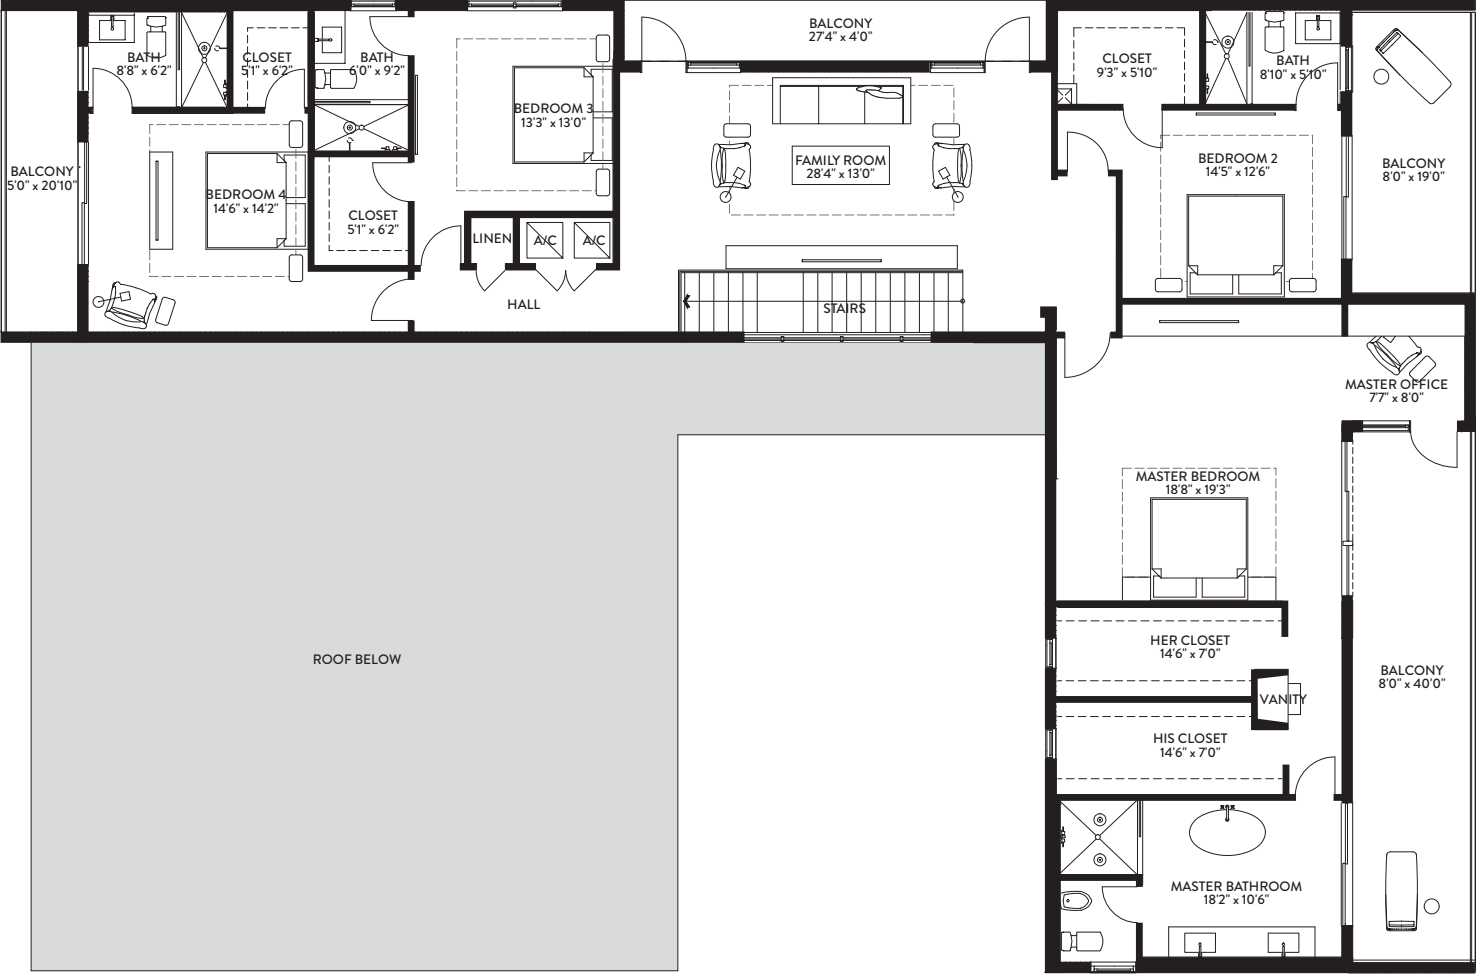 BALCONY
27'4" x 4'0"
BATH
8'8" x 6'2"
CLOSET
5'1" x 6'2"
BATH
6'0" x 9'2"
CLOSET
9'3" x 5'10"
BATH
8'10" x 5'10"
BEDROOM 3
13'3" x 13'0"
FAMILY ROOM
28'4" x 13'0"
BEDROOM 2
14'5" x 12'6"
BALCONY
8'0" x 19'0"
BALCONY
5'0" x 20'10"
BEDROOM 4
14'6" x 14'2"
CLOSET
5'1" x 6'2"
LINEN
A/C
A/C
HALL
STAIRS
MASTER OFFICE
7'7" x 8'0"
MASTER BEDROOM
18'8" x 19'3"
ROOF BELOW
HER CLOSET
14'6" x 7'0"
VANITY
BALCONY
8'0" x 40'0"
HIS CLOSET
14'6" x 7'0"
MASTER BATHROOM
18'2" x 10'6"